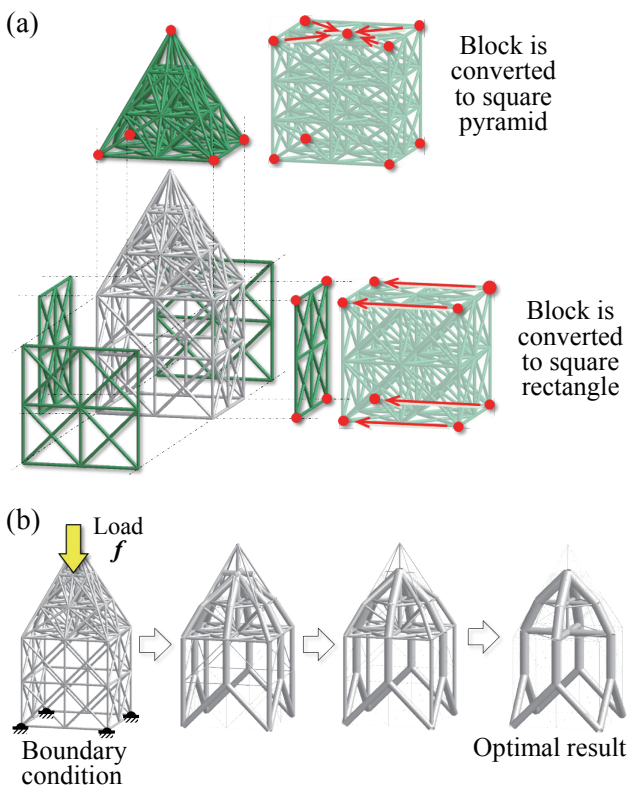 (a)
Block is
converted
to square
pyramid
Block is
converted
to square
rectangle
(b)
Load
f
Boundary
condition
Optimal result